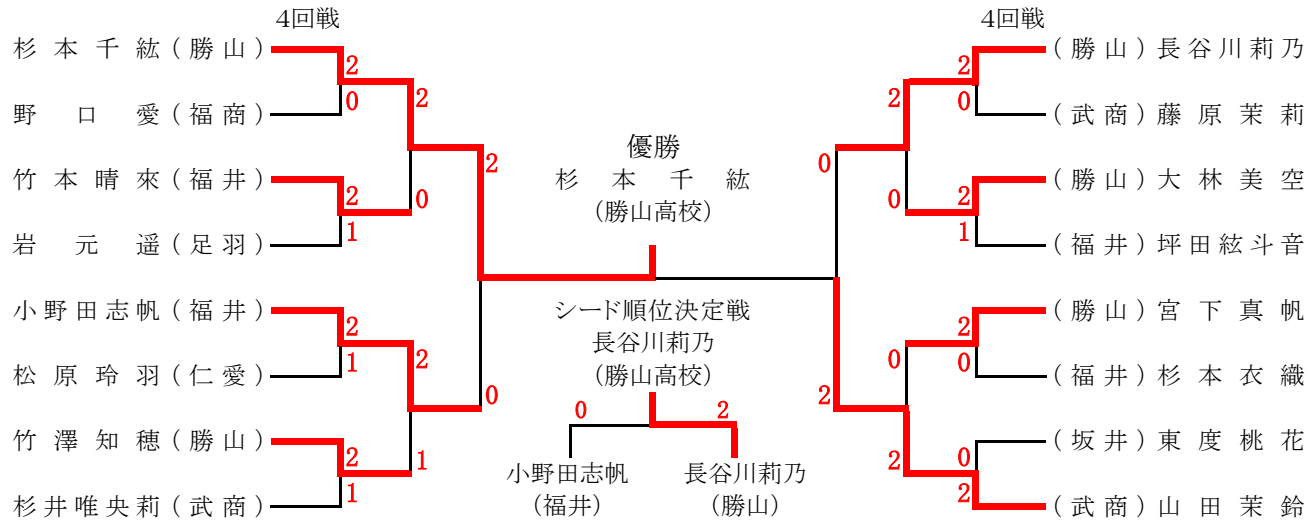 4回戦
杉本千紘(勝山)
2
0
野口愛(福商)
2
竹本晴來(福井)
2
0
1
岩元遥(足羽)
2
小野田志帆(福井)
2
1
松原玲羽(仁愛)
2
0
竹澤知穂(勝山)
2
1
1
杉井唯央莉(武商)
優勝
杉本千紘
(勝山高校)
シード順位決定戦
長谷川莉乃
(勝山高校)
0 2
小野田志帆 長谷川莉乃
(福井) (勝山)
4回戦
(勝山)長谷川莉乃
2
0
(武商)藤原茉莉
2
0
(勝山)大林美空
2
0
1
(福井)坪田絃斗音
(勝山)宮下真帆
2
0
0
(福井)杉本衣織
2
(坂井)東度桃花
0
2
2
(武商)山田茉鈴